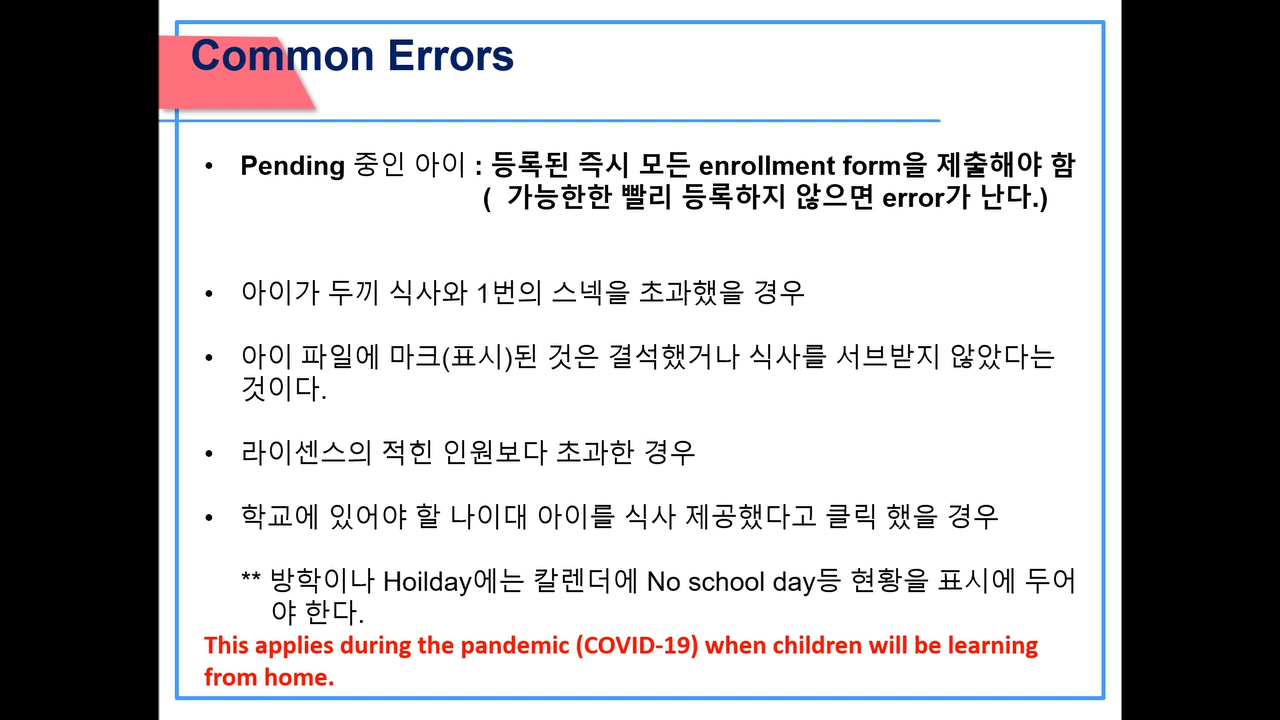 Common Errors
• Pending 중인 아이 : 등록된 즉시 모든 enrollment form을 제출해야 함
( 가능한한 빨리 등록하지 않으면 error가 난다.)
• 아이가 두끼 식사와 1번의 스넥을 초과했을 경우
• 아이 파일에 마크(표시)된 것은 결석했거나 식사를 서브받지 않았다는
것이다.
• 라이센스의 적힌 인원보다 초과한 경우
• 학교에 있어야 할 나이대 아이를 식사 제공했다고 클릭 했을 경우
** 방학이나 Hoilday에는 칼렌더에 No school day등 현황을 표시에 두어
야 한다.
This applies during the pandemic (COVID-19) when children will be learning
from home.